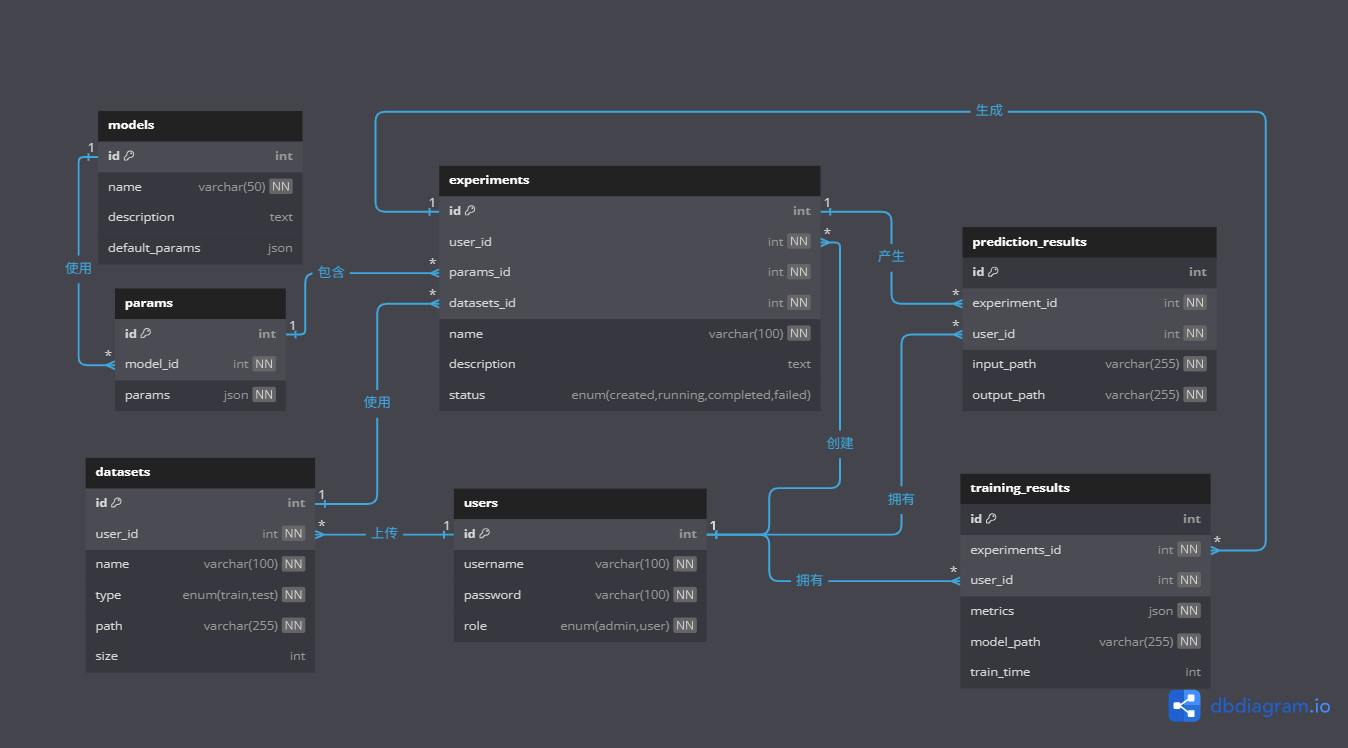 生成
models
1
id int
name varchar(50) NN
description text
default_params json
使用
params
id int
1
*
model_id int NN
params json NN
包含
experiments
1
id int
1
user_id int NN
*
*
params_id int NN
*
datasets_id int NN
name varchar(100) NN
description text
status enum(created,running,completed,failed)
产生
prediction_results
id int
*
experiment_id int NN
*
user_id int NN
input_path varchar(255) NN
output_path varchar(255) NN
使用
创建
datasets
id int
1
*
user_id int NN
name varchar(100) NN
type enum(train,test) NN
path varchar(255) NN
size int
上传
users
1
id int
1
username varchar(100) NN
password varchar(100) NN
role enum(admin,user) NN
拥有
拥有
training_results
id int
experiments_id int NN
*
*
user_id int NN
metrics json NN
model_path varchar(255) NN
train_time int
dbdiagram.io